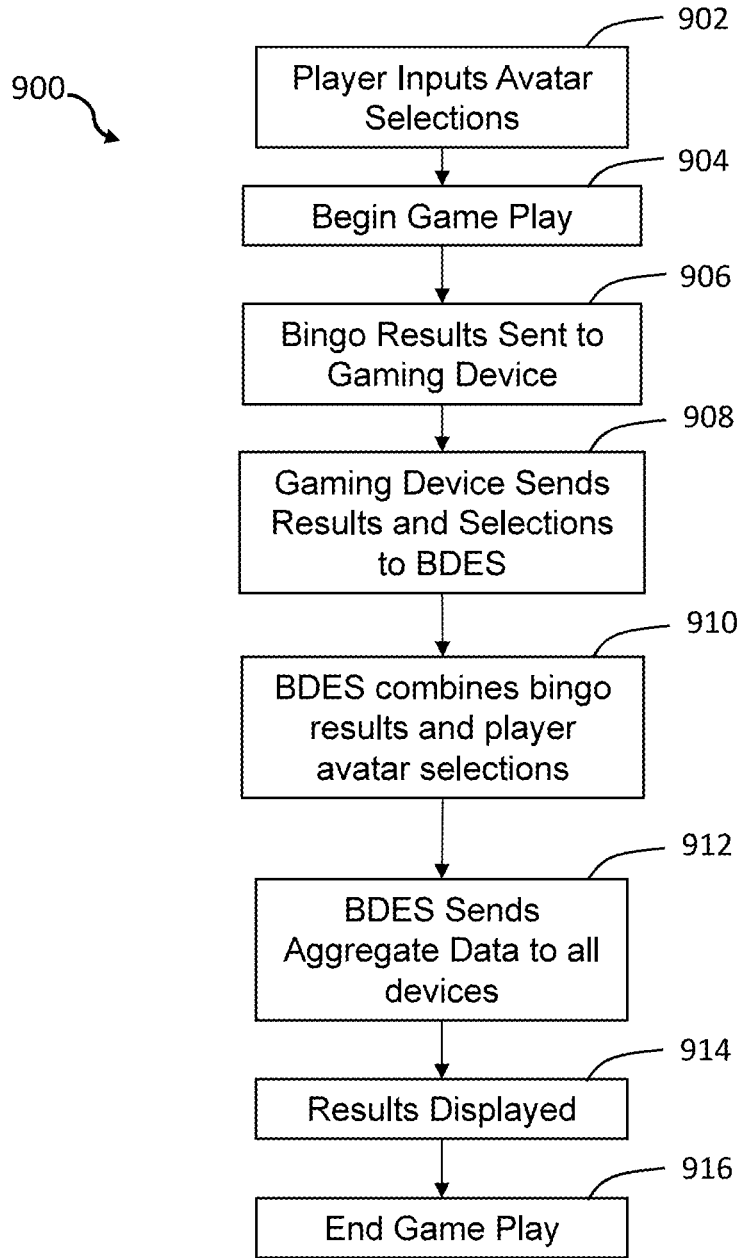 902
900
Player Inputs Avatar
Selections
904
Begin Game Play
906
Bingo Results Sent to
Gaming Device
908
Gaming Device Sends
Results and Selections
to BDES
910
BDES combines bingo
results and player
avatar selections
912
BDES Sends
Aggregate Data to all
devices
914
Results Displayed
916
End Game Play